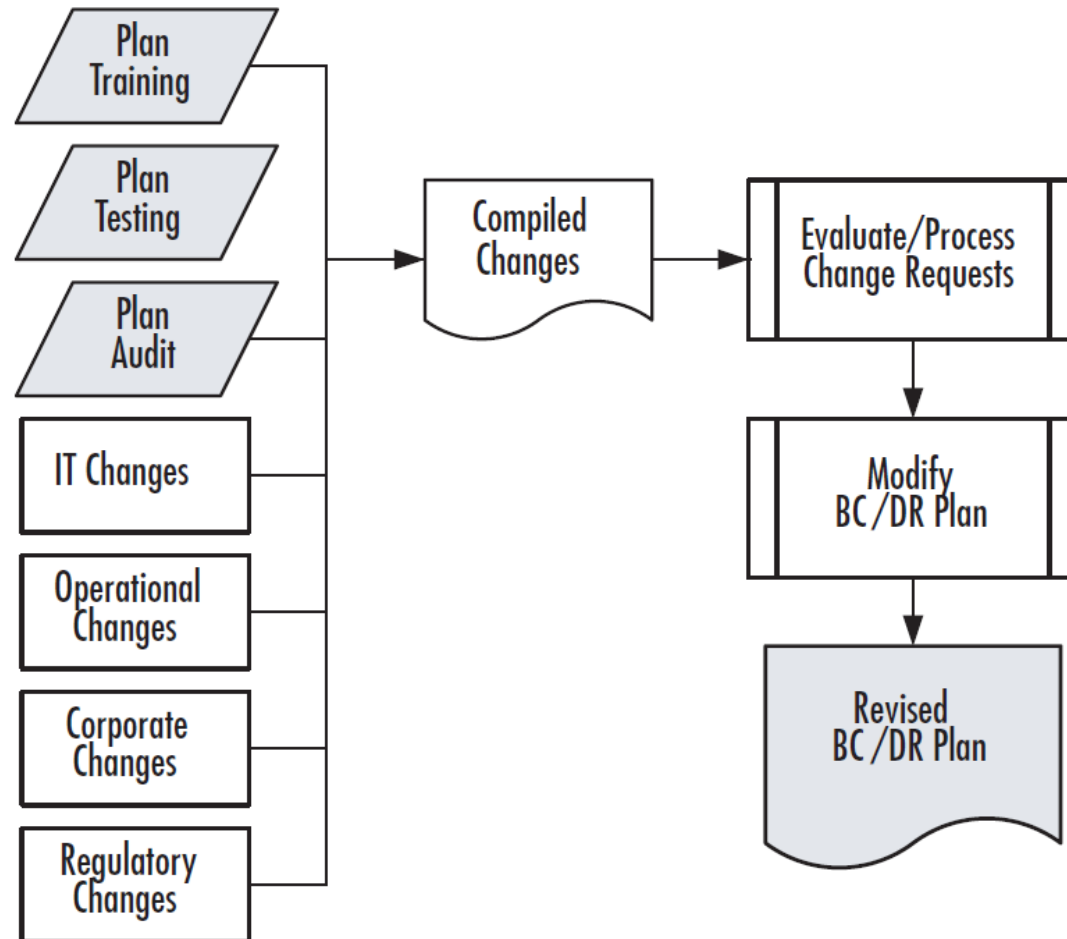 Plan
Training
Plan
Testing
Plan
Audit
IT Changes
Operational
Changes
Corporate
Changes
Regulatory
Changes
Compiled
Changes
Evaluate/Process
Change Requests
Modify
BC/DR Plan
Revised
BC/DR Plan